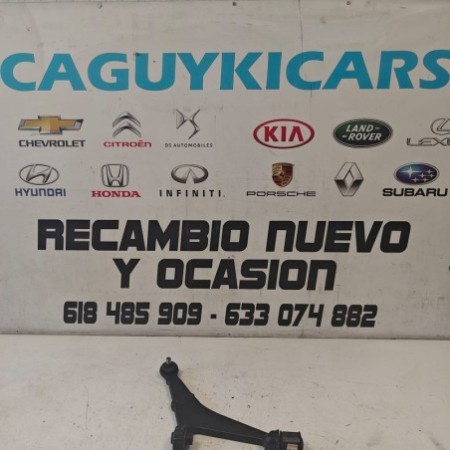 CAGUYKICARS
CHEVROLET CITROËN DS AUTOMOBILES KIA LAND ROVER
HYUNDAI HONDA INFINITI PORSCHE SUBARU
RECAMBIO NUEVO
Y OCASION
618 485 909 - 633 074 882